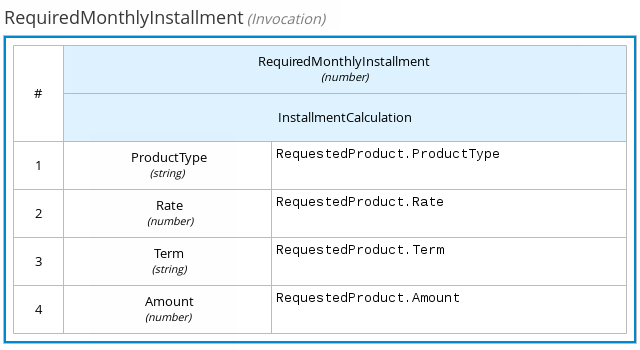 RequiredMonthlyInstallment (Invocation)
#
RequiredMonthlyInstallment
(number)
InstallmentCalculation
1
ProductType
(string)
RequestedProduct.ProductType
2
Rate
(number)
RequestedProduct.Rate
3
Term
(string)
RequestedProduct.Term
4
Amount
(number)
RequestedProduct.Amount